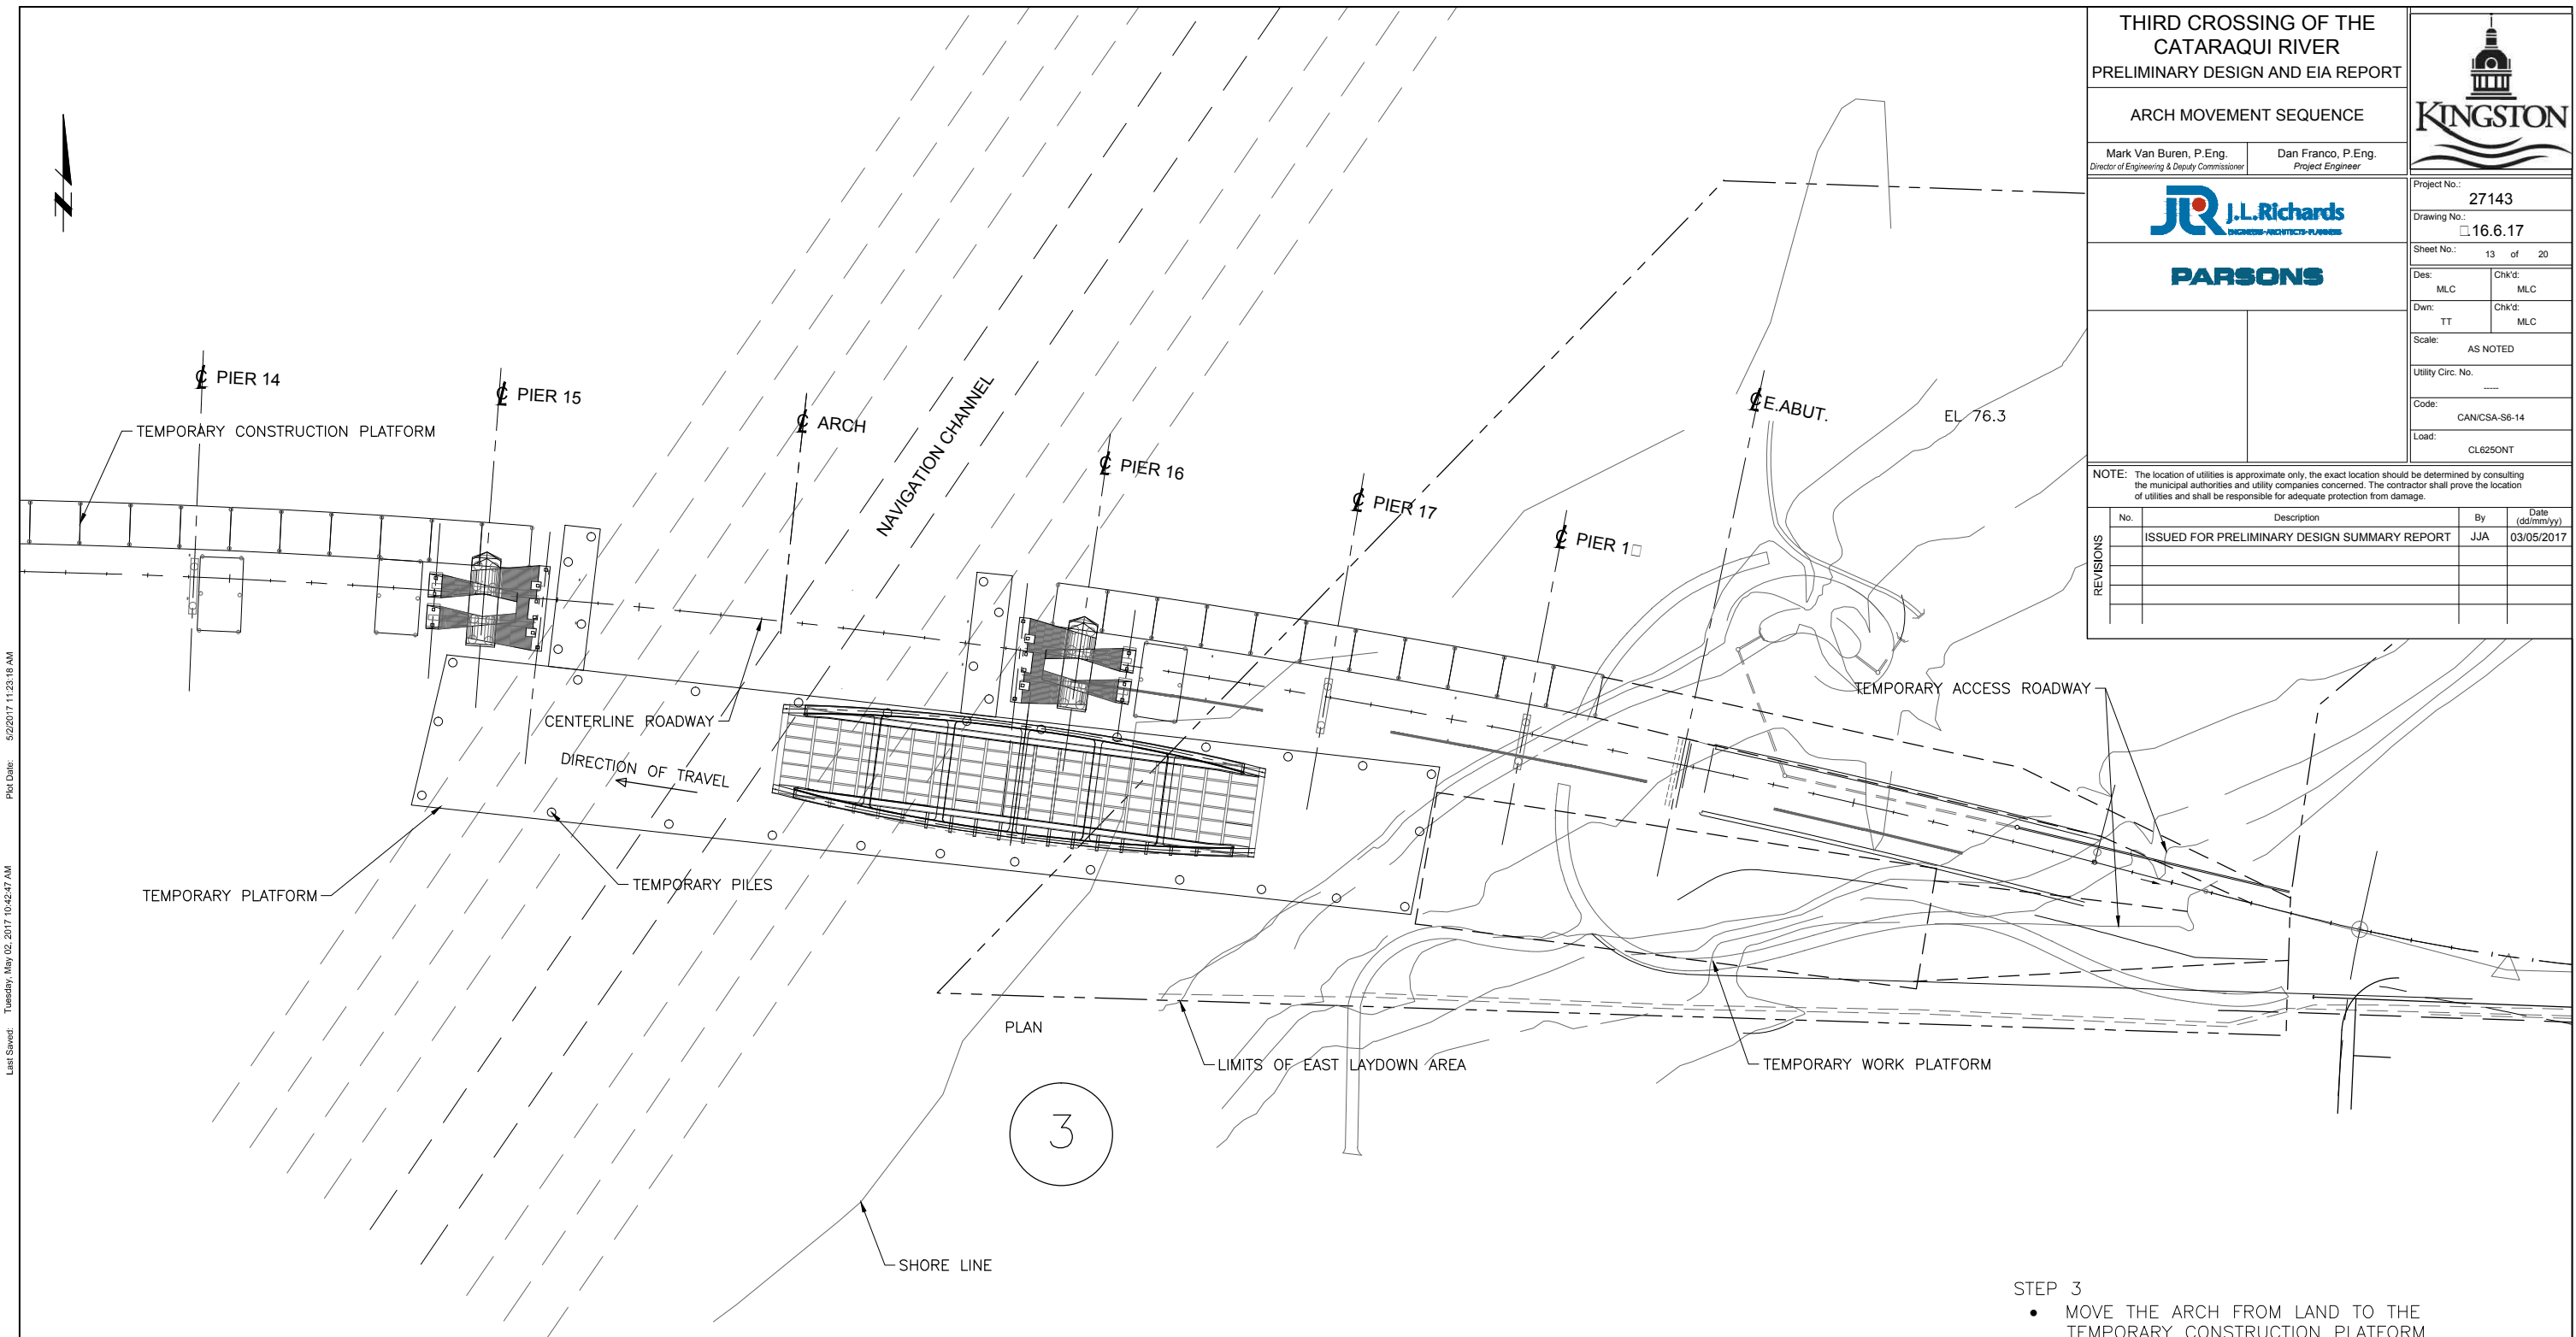 THIRD CROSSING OF THE
CATARAQUI RIVER
PRELIMINARY DESIGN AND EIA REPORT
ARCH MOVEMENT SEQUENCE
Mark Van Buren, P.Eng.
Director of Engineering & Deputy Commissioner
Dan Franco, P.Eng.
Project Engineer
KINGSTON
JLR J.L.Richards
ENGINEERS·ARCHITECTS·PLANNERS
PARSONS
Project No.:
27143
Drawing No.:
□.16.6.17
Sheet No.: 13 of 20
Des: MLC
Chk'd: MLC
Dwn: TT
Chk'd: MLC
Scale:
AS NOTED
Utility Circ. No.
-----
Code:
CAN/CSA-S6-14
Load:
CL625ONT
NOTE: The location of utilities is approximate only, the exact location should be determined by consulting
the municipal authorities and utility companies concerned. The contractor shall prove the location
of utilities and shall be responsible for adequate protection from damage.
REVISIONS
No. Description By Date
(dd/mm/yy)
ISSUED FOR PRELIMINARY DESIGN SUMMARY REPORT JJA 03/05/2017
N
℄ PIER 14
℄ PIER 15
TEMPORARY CONSTRUCTION PLATFORM
℄ ARCH
NAVIGATION CHANNEL
℄ PIER 16
℄ PIER 17
℄ PIER 1□
℄ E.ABUT.
EL 76.3
TEMPORARY ACCESS ROADWAY
CENTERLINE ROADWAY
DIRECTION OF TRAVEL
TEMPORARY PLATFORM
TEMPORARY PILES
PLAN
LIMITS OF EAST LAYDOWN AREA
TEMPORARY WORK PLATFORM
3
SHORE LINE
STEP 3
• MOVE THE ARCH FROM LAND TO THE
TEMPORARY CONSTRUCTION PLATFORM
Plot Date: 5/2/2017 11:23:18 AM
Last Saved: Tuesday, May 02, 2017 10:42:47 AM